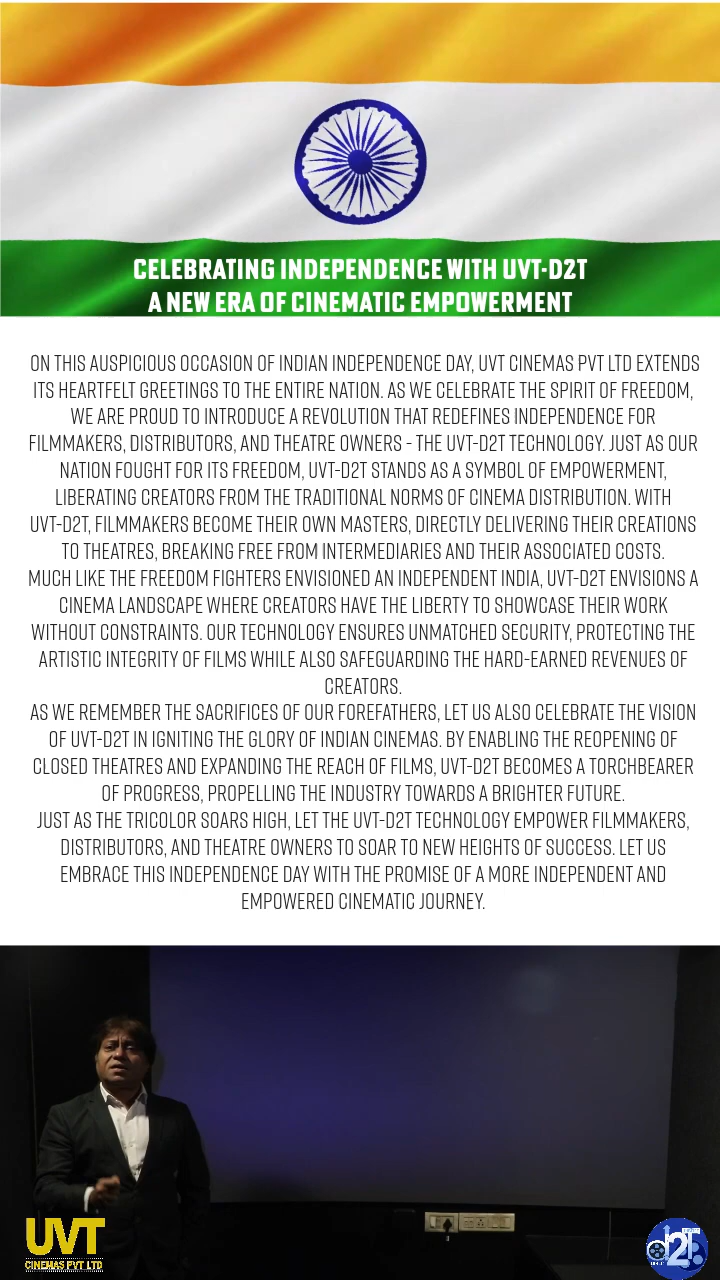 CELEBRATING INDEPENDENCE WITH UVT-D2T
A NEW ERA OF CINEMATIC EMPOWERMENT
ON THIS AUSPICIOUS OCCASION OF INDIAN INDEPENDENCE DAY, UVT CINEMAS PVT LTD EXTENDS
ITS HEARTFELT GREETINGS TO THE ENTIRE NATION. AS WE CELEBRATE THE SPIRIT OF FREEDOM,
WE ARE PROUD TO INTRODUCE A REVOLUTION THAT REDEFINES INDEPENDENCE FOR
FILMMAKERS, DISTRIBUTORS, AND THEATRE OWNERS - THE UVT-D2T TECHNOLOGY. JUST AS OUR
NATION FOUGHT FOR ITS FREEDOM, UVT-D2T STANDS AS A SYMBOL OF EMPOWERMENT,
LIBERATING CREATORS FROM THE TRADITIONAL NORMS OF CINEMA DISTRIBUTION. WITH
UVT-D2T, FILMMAKERS BECOME THEIR OWN MASTERS, DIRECTLY DELIVERING THEIR CREATIONS
TO THEATRES, BREAKING FREE FROM INTERMEDIARIES AND THEIR ASSOCIATED COSTS.
MUCH LIKE THE FREEDOM FIGHTERS ENVISIONED AN INDEPENDENT INDIA, UVT-D2T ENVISIONS A
CINEMA LANDSCAPE WHERE CREATORS HAVE THE LIBERTY TO SHOWCASE THEIR WORK
WITHOUT CONSTRAINTS. OUR TECHNOLOGY ENSURES UNMATCHED SECURITY, PROTECTING THE
ARTISTIC INTEGRITY OF FILMS WHILE ALSO SAFEGUARDING THE HARD-EARNED REVENUES OF
CREATORS.
AS WE REMEMBER THE SACRIFICES OF OUR FOREFATHERS, LET US ALSO CELEBRATE THE VISION
OF UVT-D2T IN IGNITING THE GLORY OF INDIAN CINEMAS. BY ENABLING THE REOPENING OF
CLOSED THEATRES AND EXPANDING THE REACH OF FILMS, UVT-D2T BECOMES A TORCHBEARER
OF PROGRESS, PROPELLING THE INDUSTRY TOWARDS A BRIGHTER FUTURE.
JUST AS THE TRICOLOR SOARS HIGH, LET THE UVT-D2T TECHNOLOGY EMPOWER FILMMAKERS,
DISTRIBUTORS, AND THEATRE OWNERS TO SOAR TO NEW HEIGHTS OF SUCCESS. LET US
EMBRACE THIS INDEPENDENCE DAY WITH THE PROMISE OF A MORE INDEPENDENT AND
EMPOWERED CINEMATIC JOURNEY.
UVT
CINEMAS PVT LTD
d2T